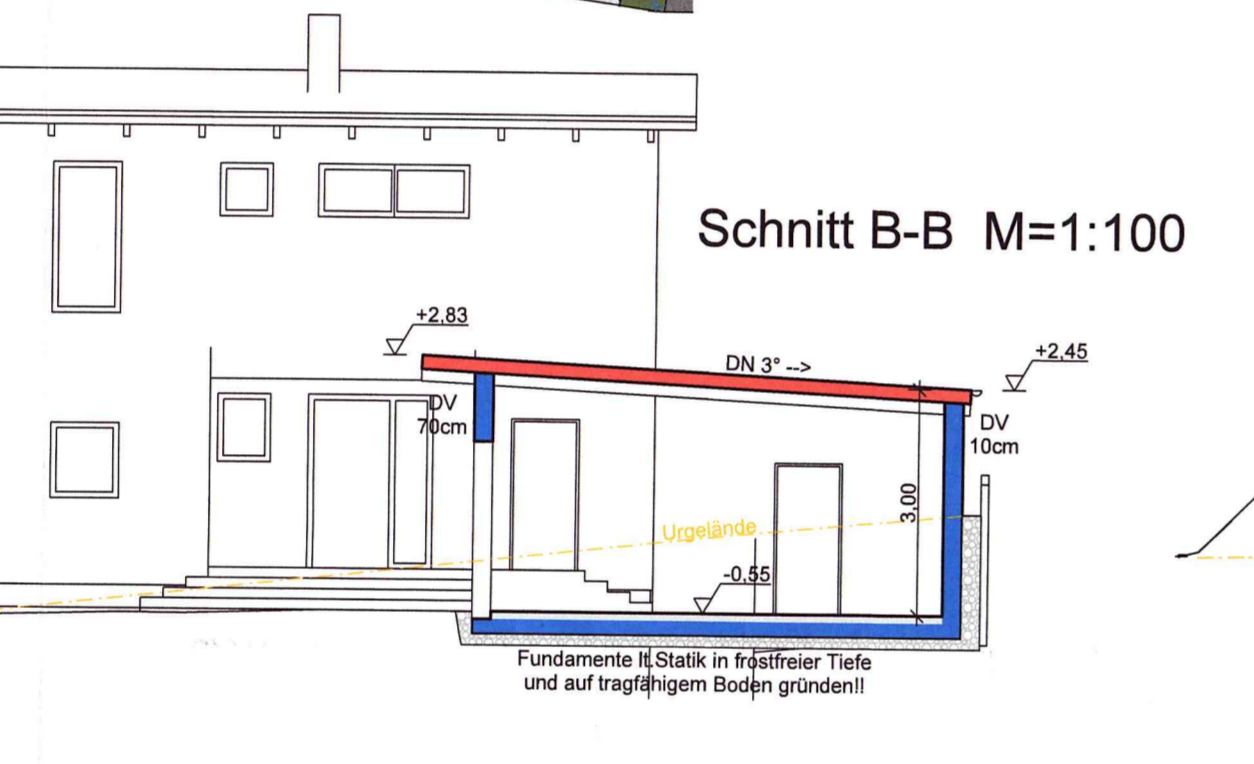 Schnitt B-B M=1:100
+2,83
DN 3° -->
+2,45
DV
70cm
DV
10cm
3,00
Urgelände
-0,55
Fundamente lt.Statik in frostfreier Tiefe
und auf tragfähigem Boden gründen!!